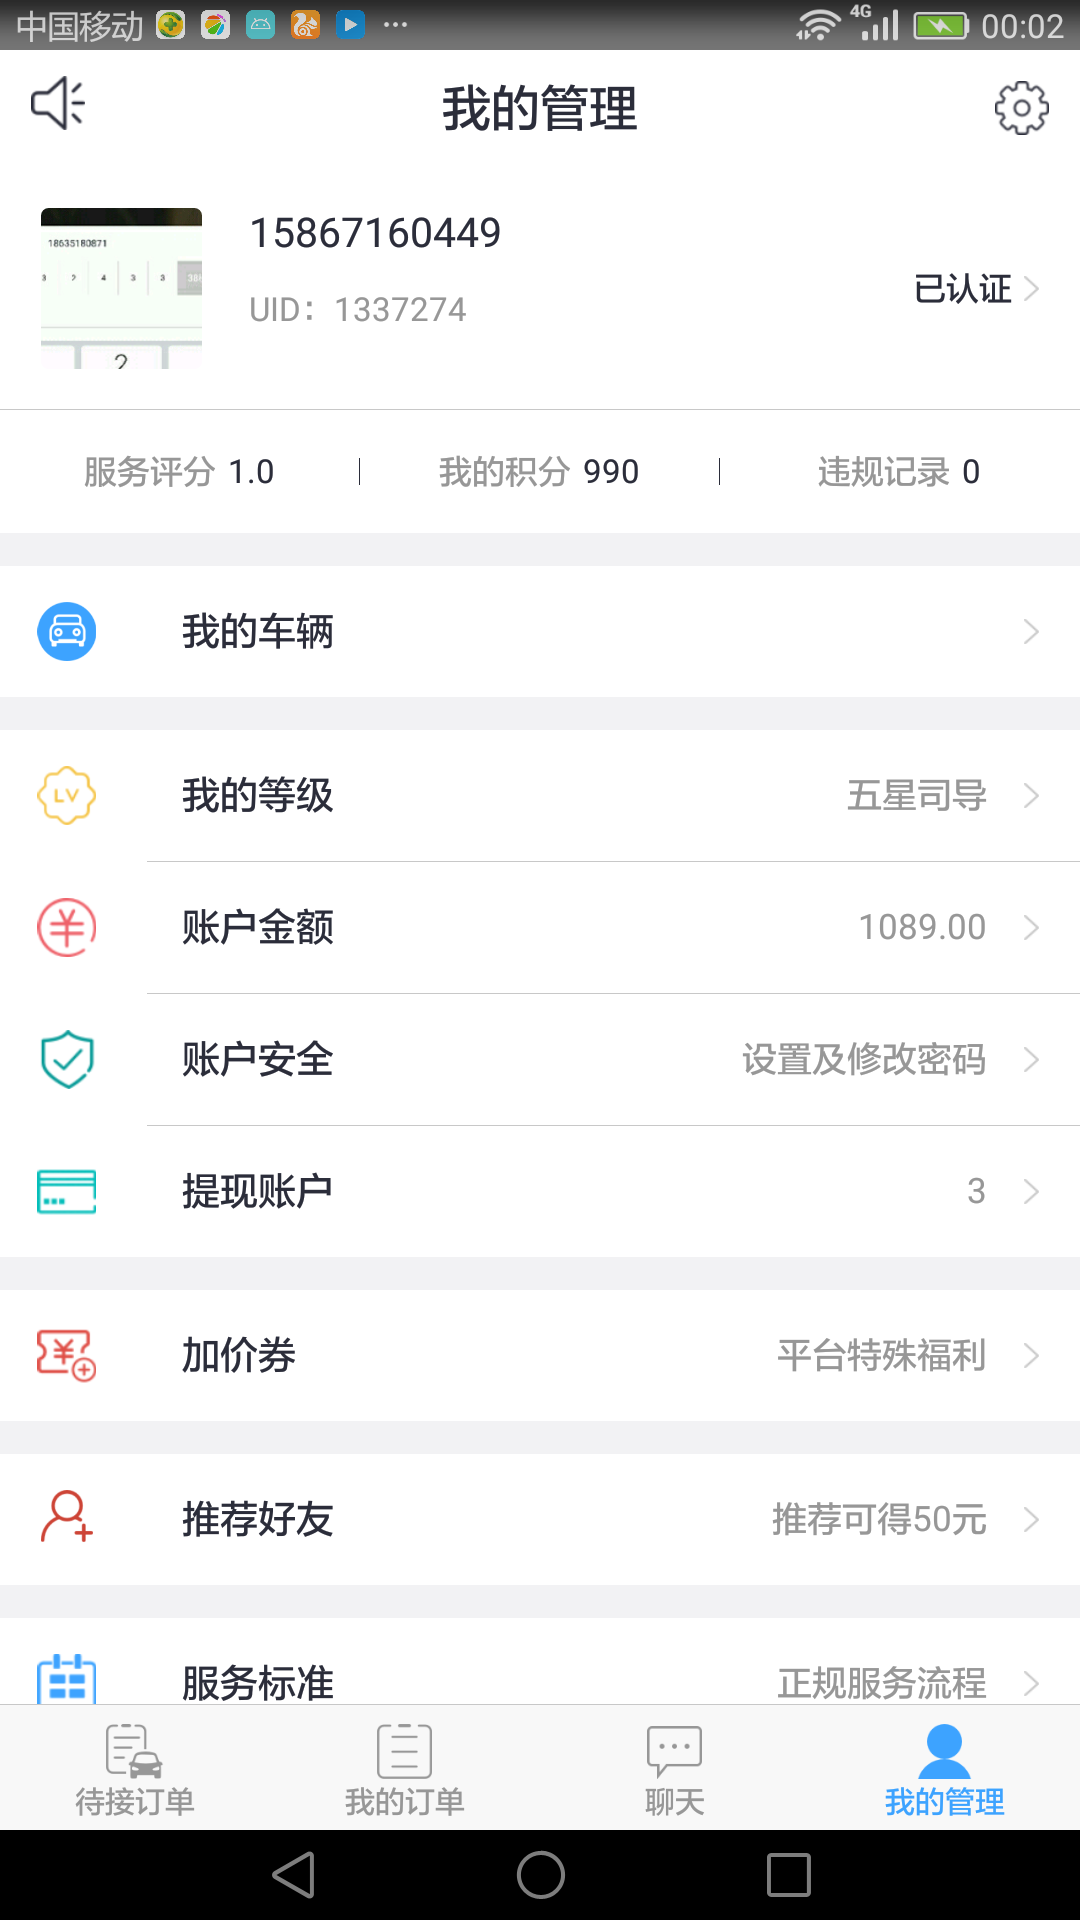 中国移动 4G 00:02
我的管理
18635180871
15867160449
UID：1337274
已认证
3 2 4 3 3
2
服务评分 1.0 我的积分 990 违规记录 0
我的车辆
LV 我的等级 五星司导
账户金额 1089.00
账户安全 设置及修改密码
提现账户 3
加价券 平台特殊福利
推荐好友 推荐可得50元
服务标准 正规服务流程
待接订单 我的订单 聊天 我的管理